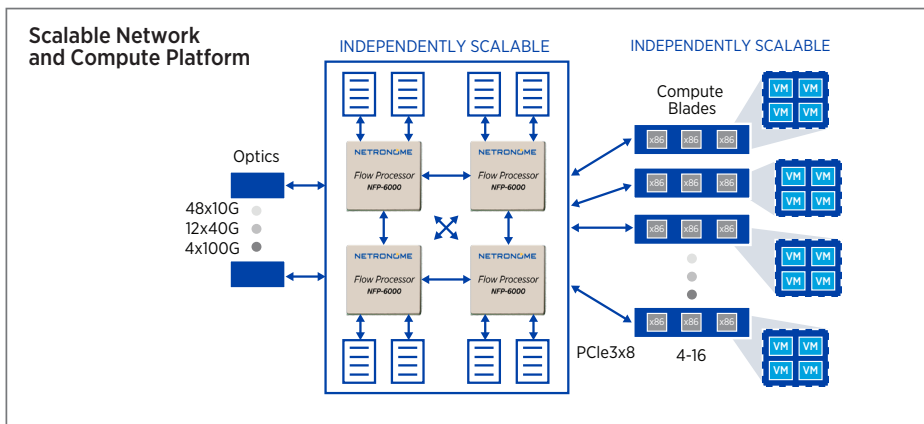 Scalable Network
and Compute Platform
INDEPENDENTLY SCALABLE
INDEPENDENTLY SCALABLE
Optics
48x10G
12x40G
4x100G
NETRONOME
Flow Processor
NFP-6000
NETRONOME
Flow Processor
NFP-6000
NETRONOME
Flow Processor
NFP-6000
NETRONOME
Flow Processor
NFP-6000
PCIe3x8
Compute
Blades
x86 x86 x86
x86 x86 x86
x86 x86 x86
x86 x86 x86
4-16
VM VM
VM VM
VM VM
VM VM
VM VM
VM VM
VM VM
VM VM